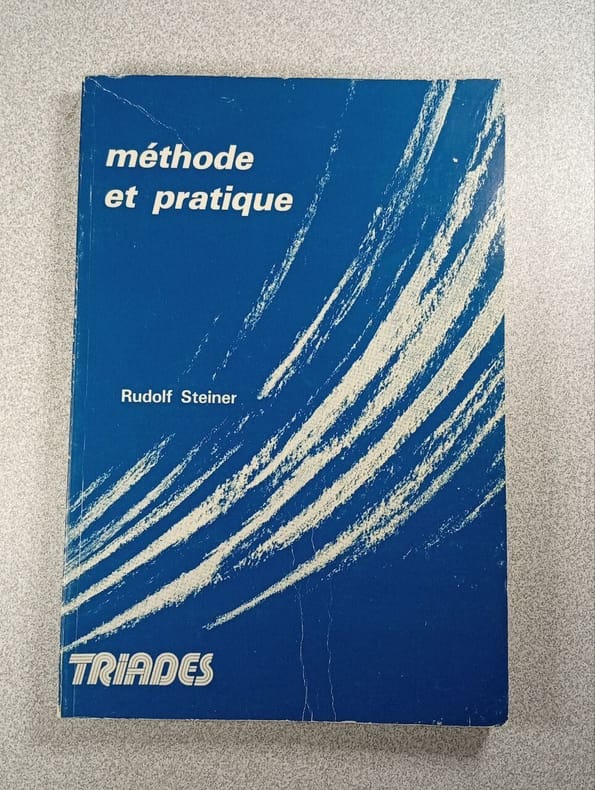 méthode
et pratique
Rudolf Steiner
TRIADES